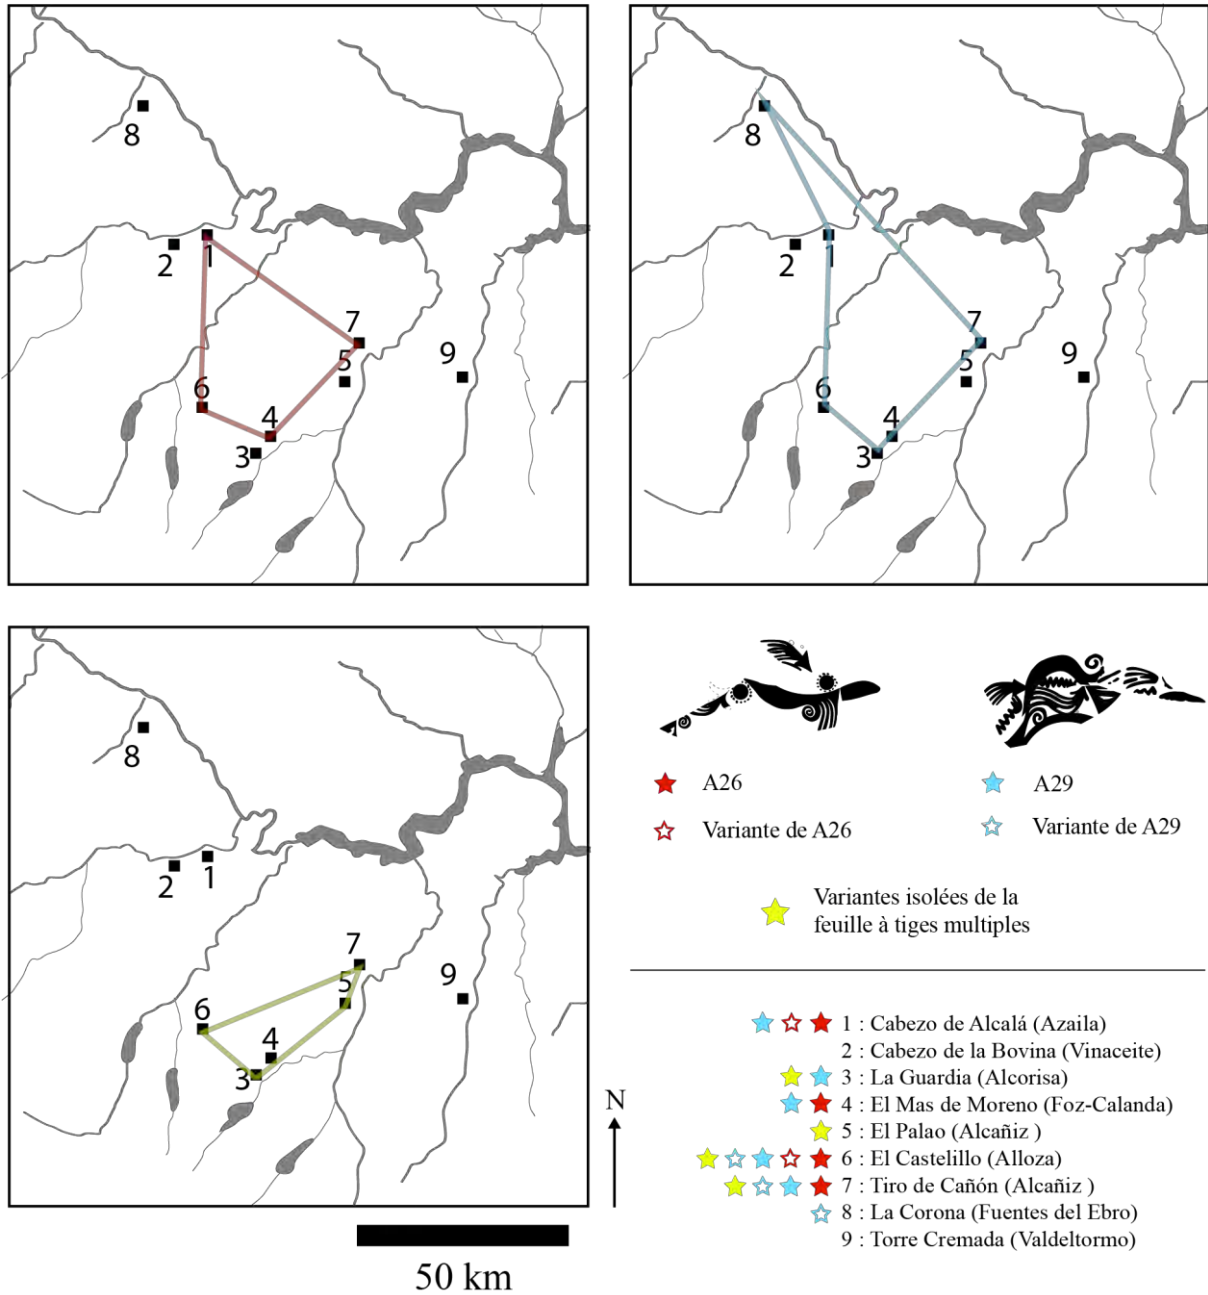 8
2
1
7
5
9
6
4
3
8
2
1
7
5
9
6
4
3
8
2
1
7
5
9
6
4
3
A26
A29
Variante de A26
Variante de A29
Variantes isolées de la
feuille à tiges multiples
1 : Cabezo de Alcalá (Azaila)
2 : Cabezo de la Bovina (Vinaceite)
3 : La Guardia (Alcorisa)
4 : El Mas de Moreno (Foz-Calanda)
5 : El Palao (Alcañiz )
6 : El Castelillo (Alloza)
7 : Tiro de Cañón (Alcañiz )
8 : La Corona (Fuentes del Ebro)
9 : Torre Cremada (Valdeltormo)
N
50 km